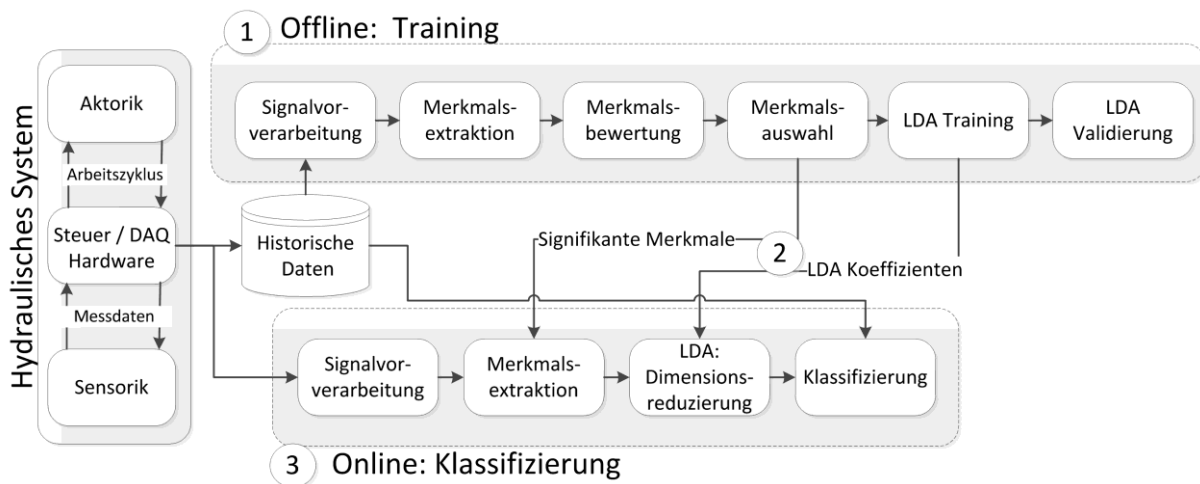 1 Offline: Training
Hydraulisches System
Aktorik
Arbeitszyklus
Steuer / DAQ
Hardware
Messdaten
Sensorik
Signalvor-
verarbeitung
Merkmals-
extraktion
Merkmals-
bewertung
Merkmals-
auswahl
LDA Training
LDA
Validierung
Historische
Daten
Signifikante Merkmale
2
LDA Koeffizienten
Signalvor-
verarbeitung
Merkmals-
extraktion
LDA:
Dimensions-
reduzierung
Klassifizierung
3 Online: Klassifizierung